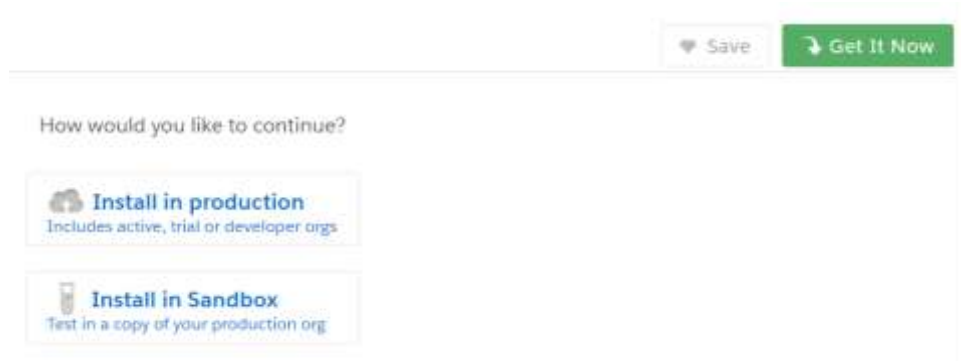 Save
Get It Now
How would you like to continue?
Install in production
Includes active, trial or developer orgs
Install in Sandbox
Test in a copy of your production org